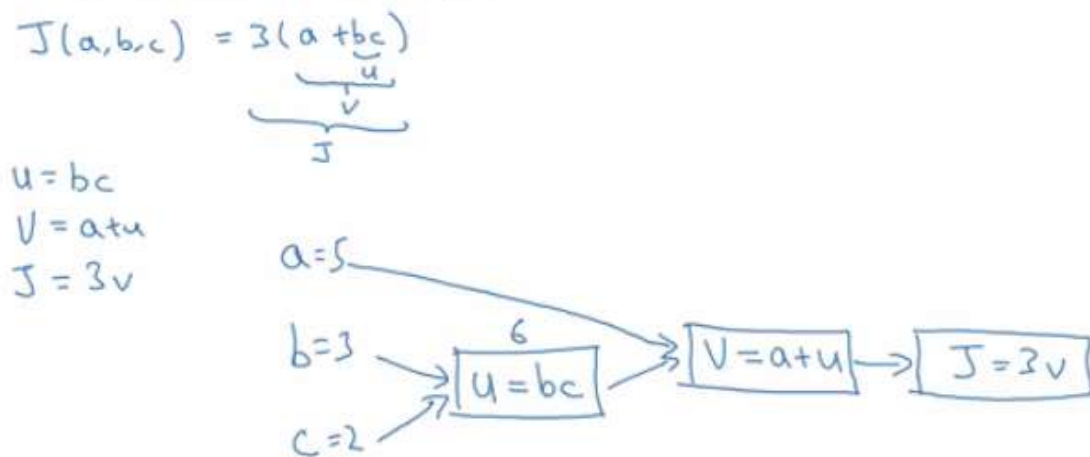 J(a,b,c) = 3(a+bc)
u
v
J
u = bc
V = a+u
J = 3v
a=5
b=3
6
u = bc
V = a+u
J = 3v
c=2